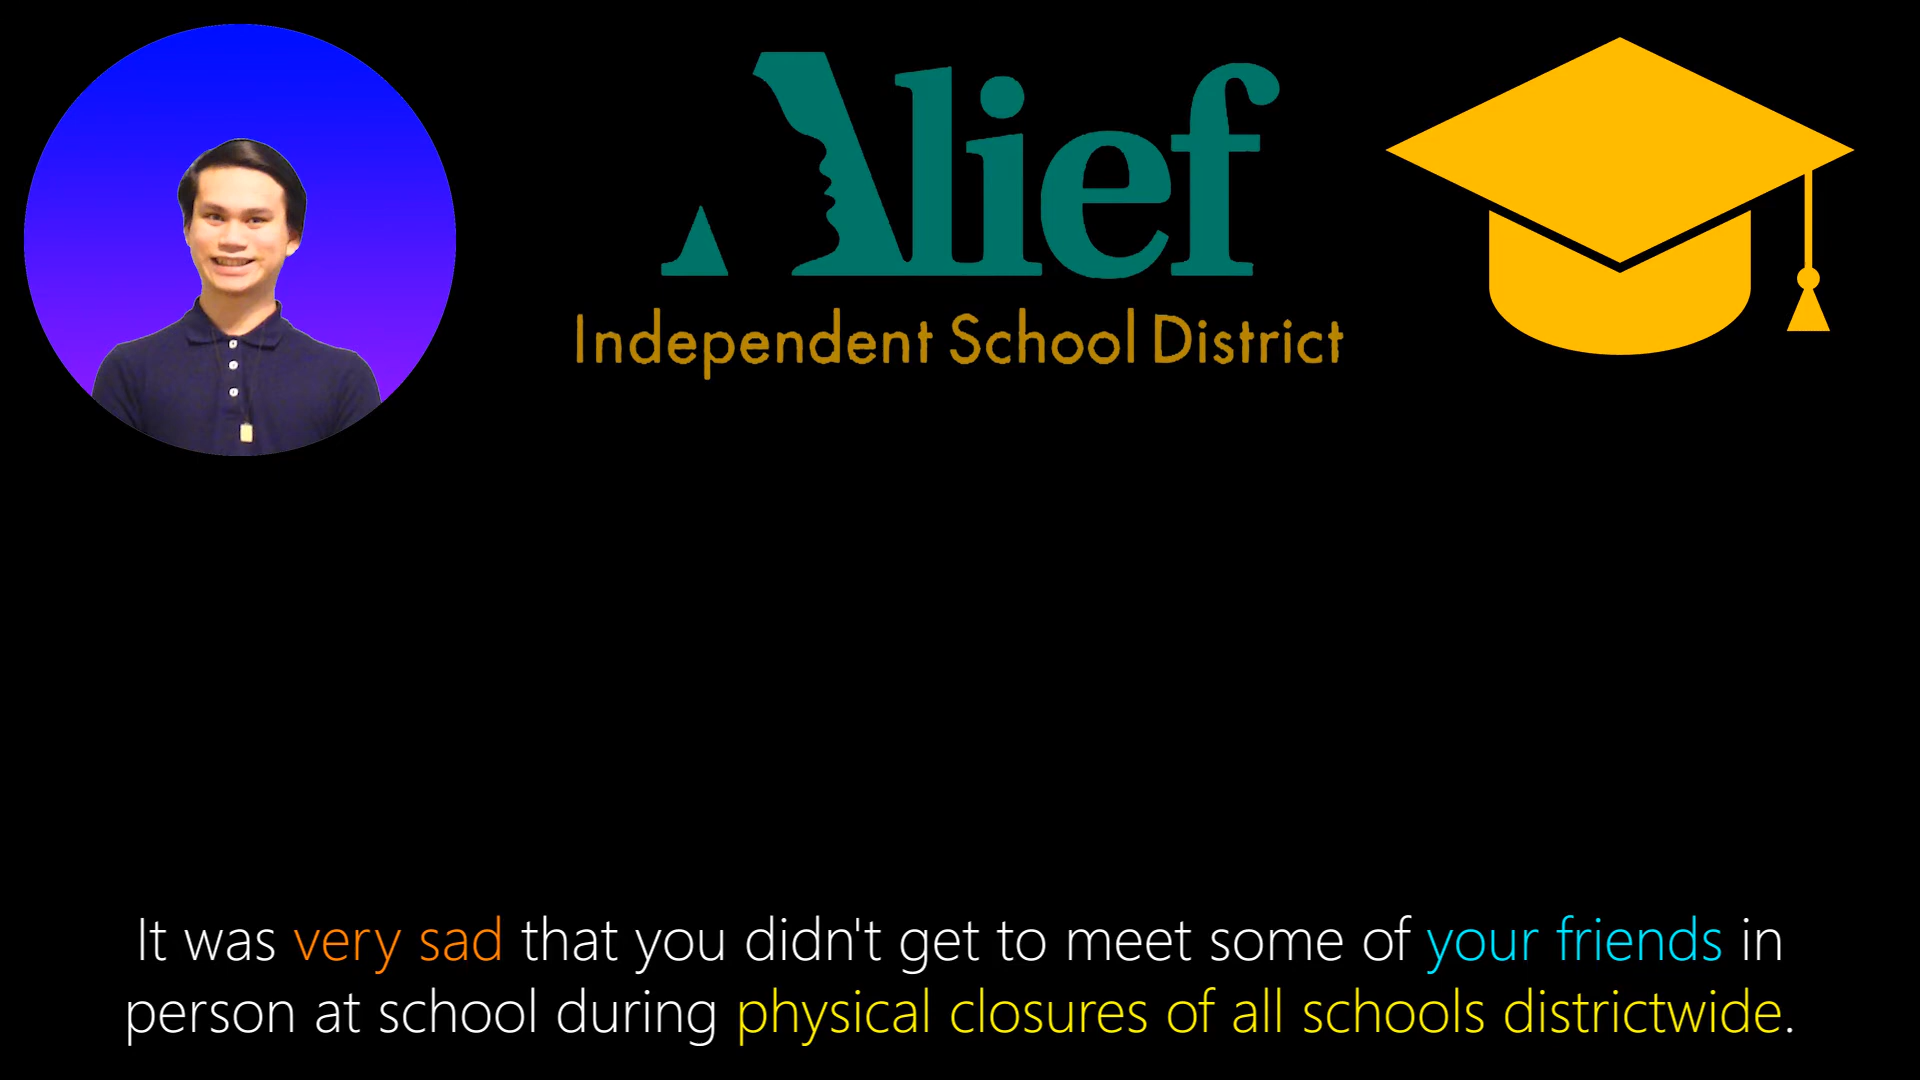 Alief
Independent School District
It was very sad that you didn't get to meet some of your friends in
person at school during physical closures of all schools districtwide.